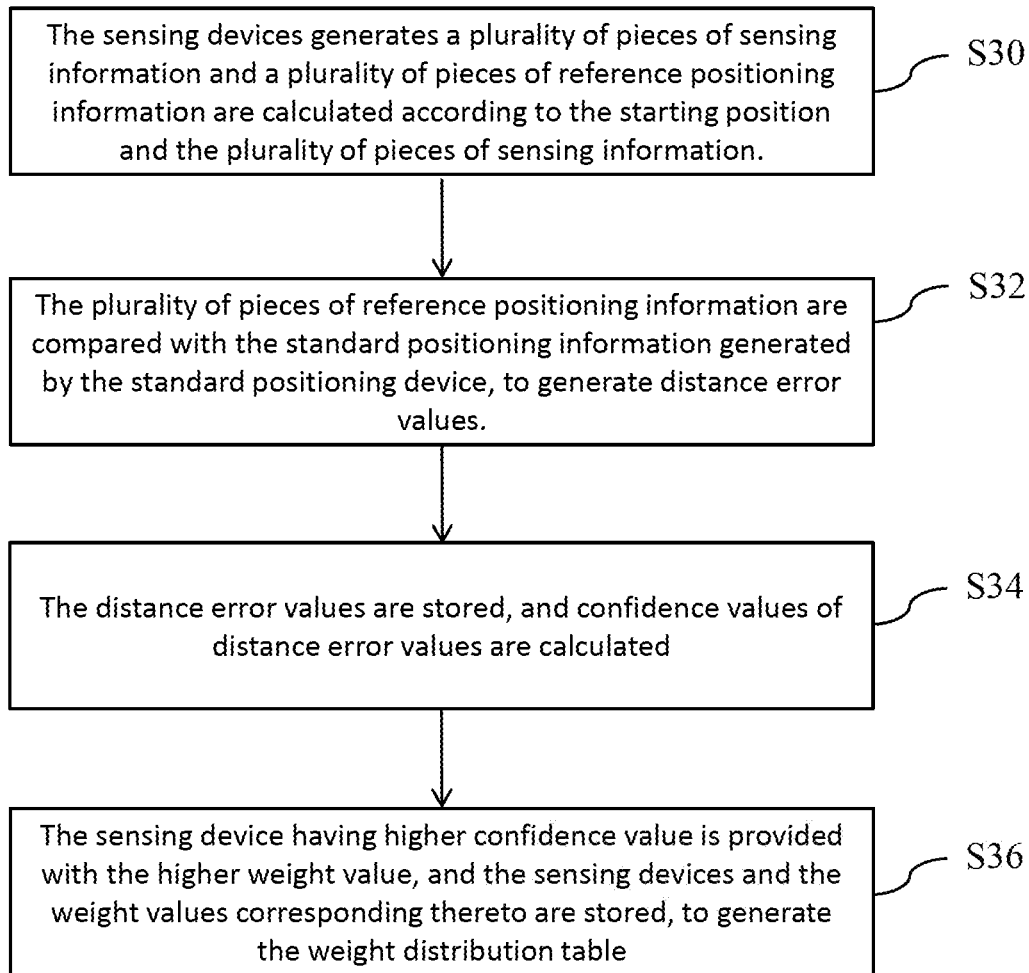 The sensing devices generates a plurality of pieces of sensing
information and a plurality of pieces of reference positioning
information are calculated according to the starting position
and the plurality of pieces of sensing information.
S30
The plurality of pieces of reference positioning information are
compared with the standard positioning information generated
by the standard positioning device, to generate distance error
values.
S32
The distance error values are stored, and confidence values of
distance error values are calculated
S34
The sensing device having higher confidence value is provided
with the higher weight value, and the sensing devices and the
weight values corresponding thereto are stored, to generate
the weight distribution table
S36